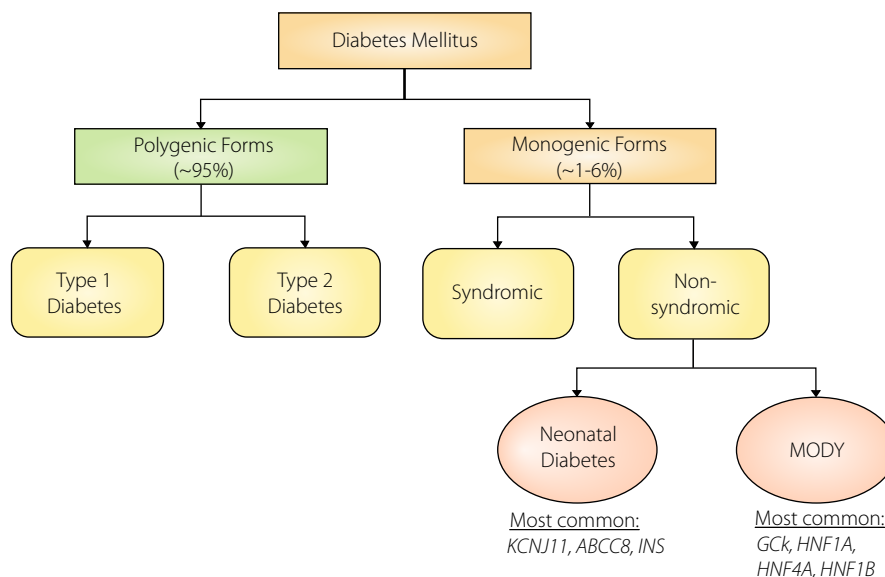 Diabetes Mellitus
Polygenic Forms
(~95%)
Monogenic Forms
(~1-6%)
Type 1
Diabetes
Type 2
Diabetes
Syndromic
Non-
syndromic
Neonatal
Diabetes
MODY
Most common:
KCNJ11, ABCC8, INS
Most common:
GCk, HNF1A,
HNF4A, HNF1B